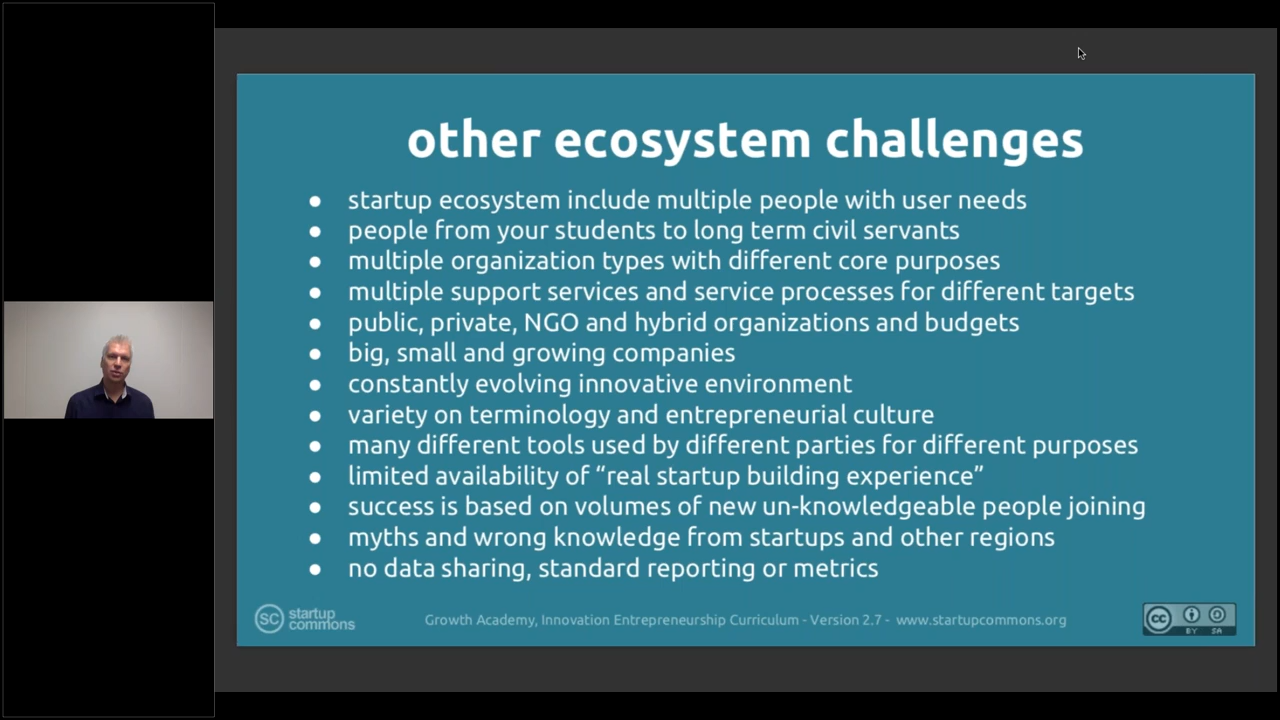 other ecosystem challenges
● startup ecosystem include multiple people with user needs
● people from your students to long term civil servants
● multiple organization types with different core purposes
● multiple support services and service processes for different targets
● public, private, NGO and hybrid organizations and budgets
● big, small and growing companies
● constantly evolving innovative environment
● variety on terminology and entrepreneurial culture
● many different tools used by different parties for different purposes
● limited availability of “real startup building experience”
● success is based on volumes of new un-knowledgeable people joining
● myths and wrong knowledge from startups and other regions
● no data sharing, standard reporting or metrics
SC startup
commons
Growth Academy, Innovation Entrepreneurship Curriculum - Version 2.7 - www.startupcommons.org
cc
BY SA